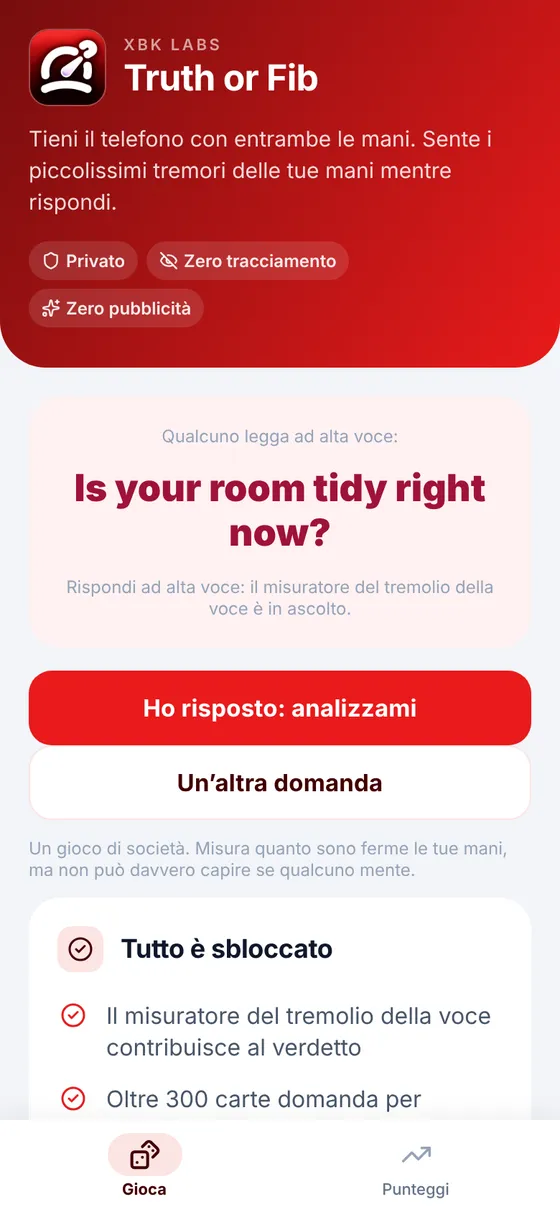 XBK LABS
Truth or Fib
Tieni il telefono con entrambe le mani. Sente i
piccolissimi tremori delle tue mani mentre
rispondi.
Privato
Zero tracciamento
Zero pubblicità
Qualcuno legga ad alta voce:
Is your room tidy right
now?
Rispondi ad alta voce: il misuratore del tremolio della
voce è in ascolto.
Ho risposto: analizzami
Un’altra domanda
Un gioco di società. Misura quanto sono ferme le tue mani,
ma non può davvero capire se qualcuno mente.
Tutto è sbloccato
Il misuratore del tremolio della voce
contribuisce al verdetto
Oltre 300 carte domanda per
Gioca
Punteggi